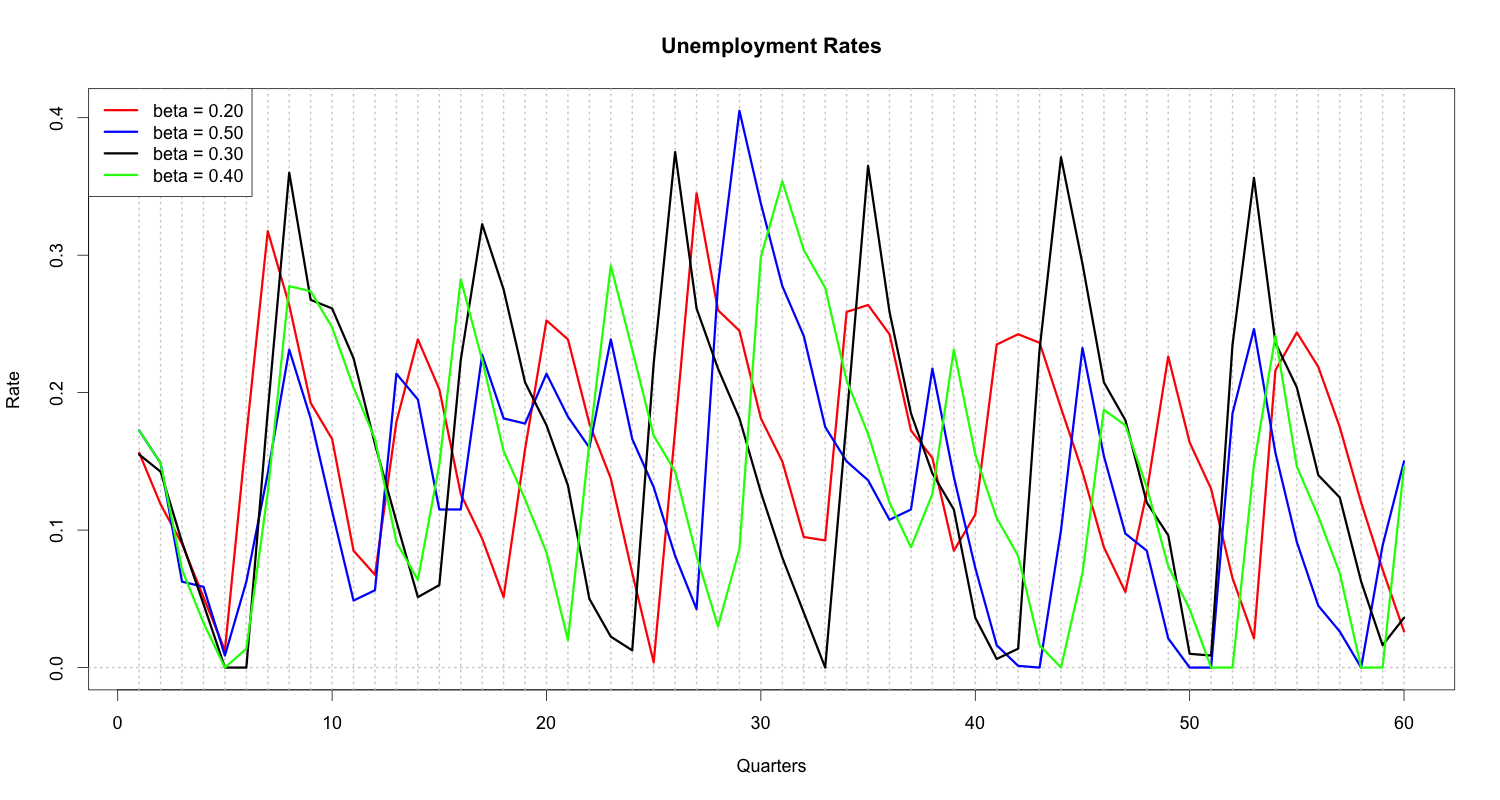 Unemployment Rates
beta = 0.20
beta = 0.50
beta = 0.30
beta = 0.40
0.4
0.3
0.2
0.1
0.0
Rate
0 10 20 30 40 50 60
Quarters